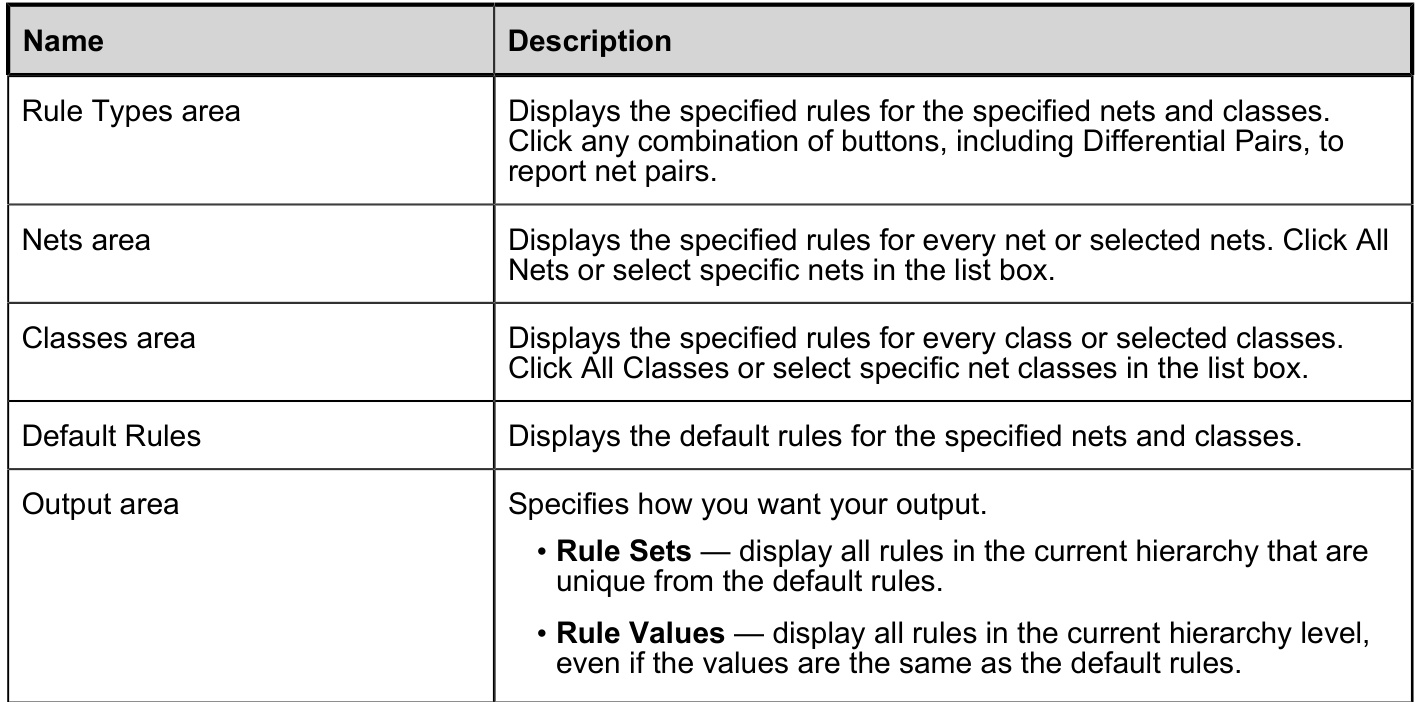 Name
Description
Rule Types area
Displays the specified rules for the specified nets and classes.
Click any combination of buttons, including Differential Pairs, to
report net pairs.
Nets area
Displays the specified rules for every net or selected nets. Click All
Nets or select specific nets in the list box.
Classes area
Displays the specified rules for every class or selected classes.
Click All Classes or select specific net classes in the list box.
Default Rules
Displays the default rules for the specified nets and classes.
Output area
Specifies how you want your output.
• Rule Sets — display all rules in the current hierarchy that are
unique from the default rules.
• Rule Values — display all rules in the current hierarchy level,
even if the values are the same as the default rules.